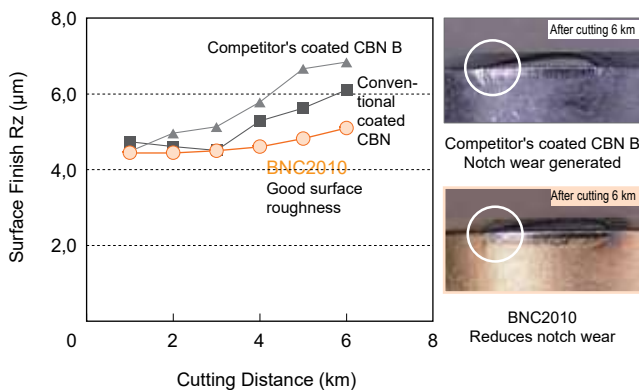 Surface Finish Rz (μm)
8,0
6,0
4,0
2,0
0
0
2
4
6
8
Cutting Distance (km)
Competitor's coated CBN B
Conven-
tional
coated
CBN
BNC2010
Good surface
roughness
After cutting 6 km
Competitor's coated CBN B
Notch wear generated
After cutting 6 km
BNC2010
Reduces notch wear